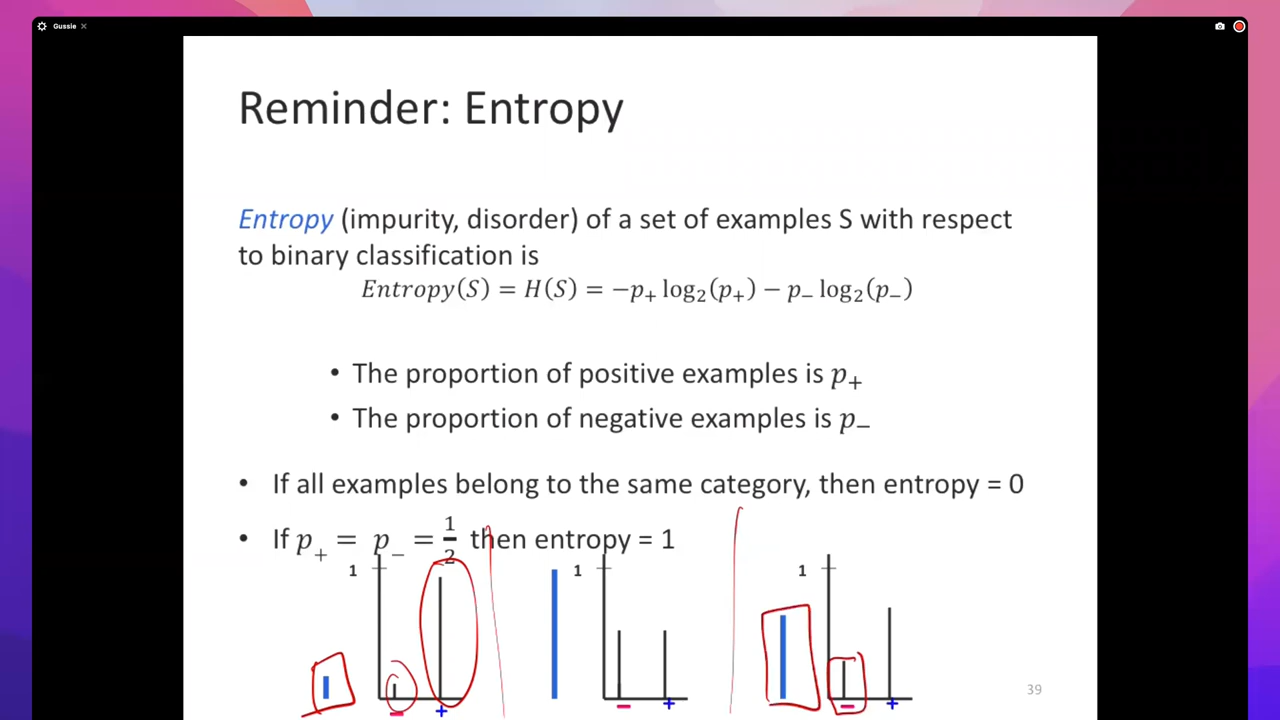 Gussie ×
Reminder: Entropy
Entropy (impurity, disorder) of a set of examples S with respect
to binary classification is
Entropy(S) = H(S) = −p₊ log₂(p₊) − p₋ log₂(p₋)
• The proportion of positive examples is p₊
• The proportion of negative examples is p₋
• If all examples belong to the same category, then entropy = 0
• If p₊ = p₋ = 1/2 then entropy = 1
1 1 1
− + − + − +
39